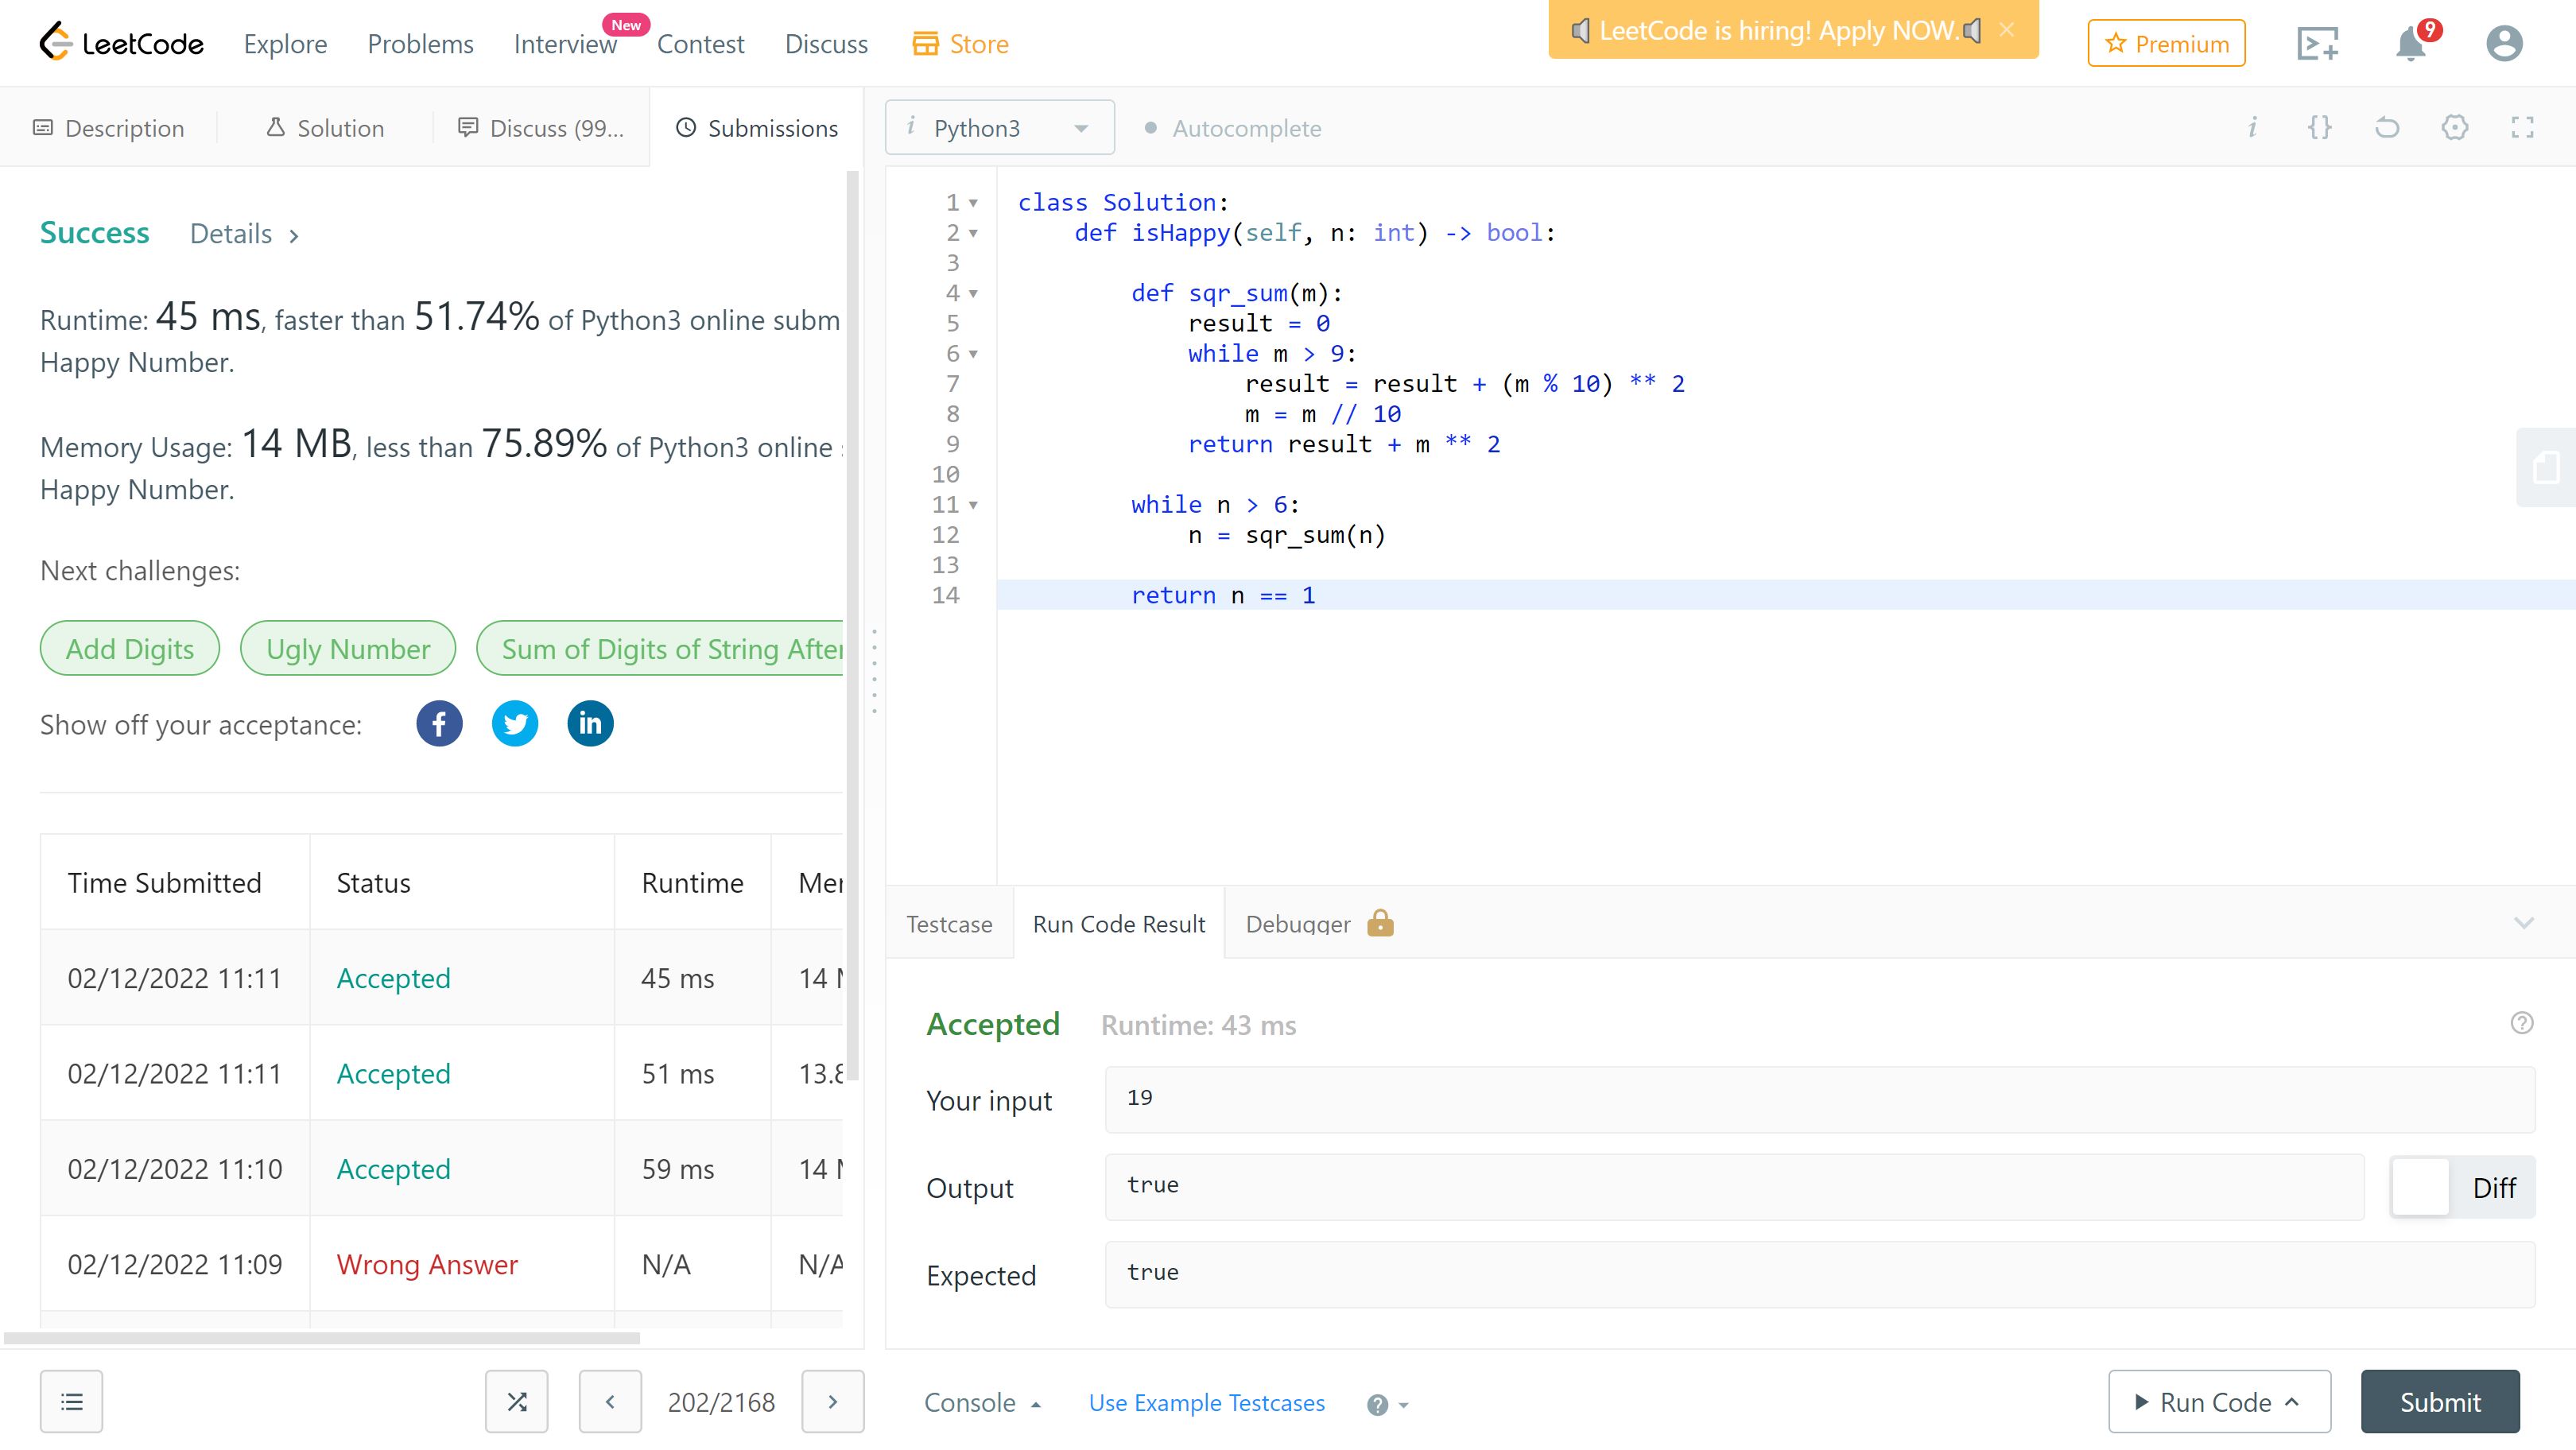 LeetCode
Explore
Problems
Interview
New
Contest
Discuss
Store
LeetCode is hiring! Apply NOW.
Premium
9
Description
Solution
Discuss (99...
Submissions
i
Python3
Autocomplete
i
{}
Success
Details
Runtime: 45 ms, faster than 51.74% of Python3 online subm
Happy Number.
Memory Usage: 14 MB, less than 75.89% of Python3 online
Happy Number.
Next challenges:
Add Digits
Ugly Number
Sum of Digits of String After
Show off your acceptance:
Time Submitted
Status
Runtime
Mer
02/12/2022 11:11
Accepted
45 ms
14
02/12/2022 11:11
Accepted
51 ms
13.8
02/12/2022 11:10
Accepted
59 ms
14
02/12/2022 11:09
Wrong Answer
N/A
N/A
202/2168
1 class Solution:
2 def isHappy(self, n: int) -> bool:
3
4 def sqr_sum(m):
5 result = 0
6 while m > 9:
7 result = result + (m % 10) ** 2
8 m = m // 10
9 return result + m ** 2
10
11 while n > 6:
12 n = sqr_sum(n)
13
14 return n == 1
Testcase
Run Code Result
Debugger
Accepted
Runtime: 43 ms
?
Your input
19
Output
true
Diff
Expected
true
Console
Use Example Testcases
?
Run Code
Submit